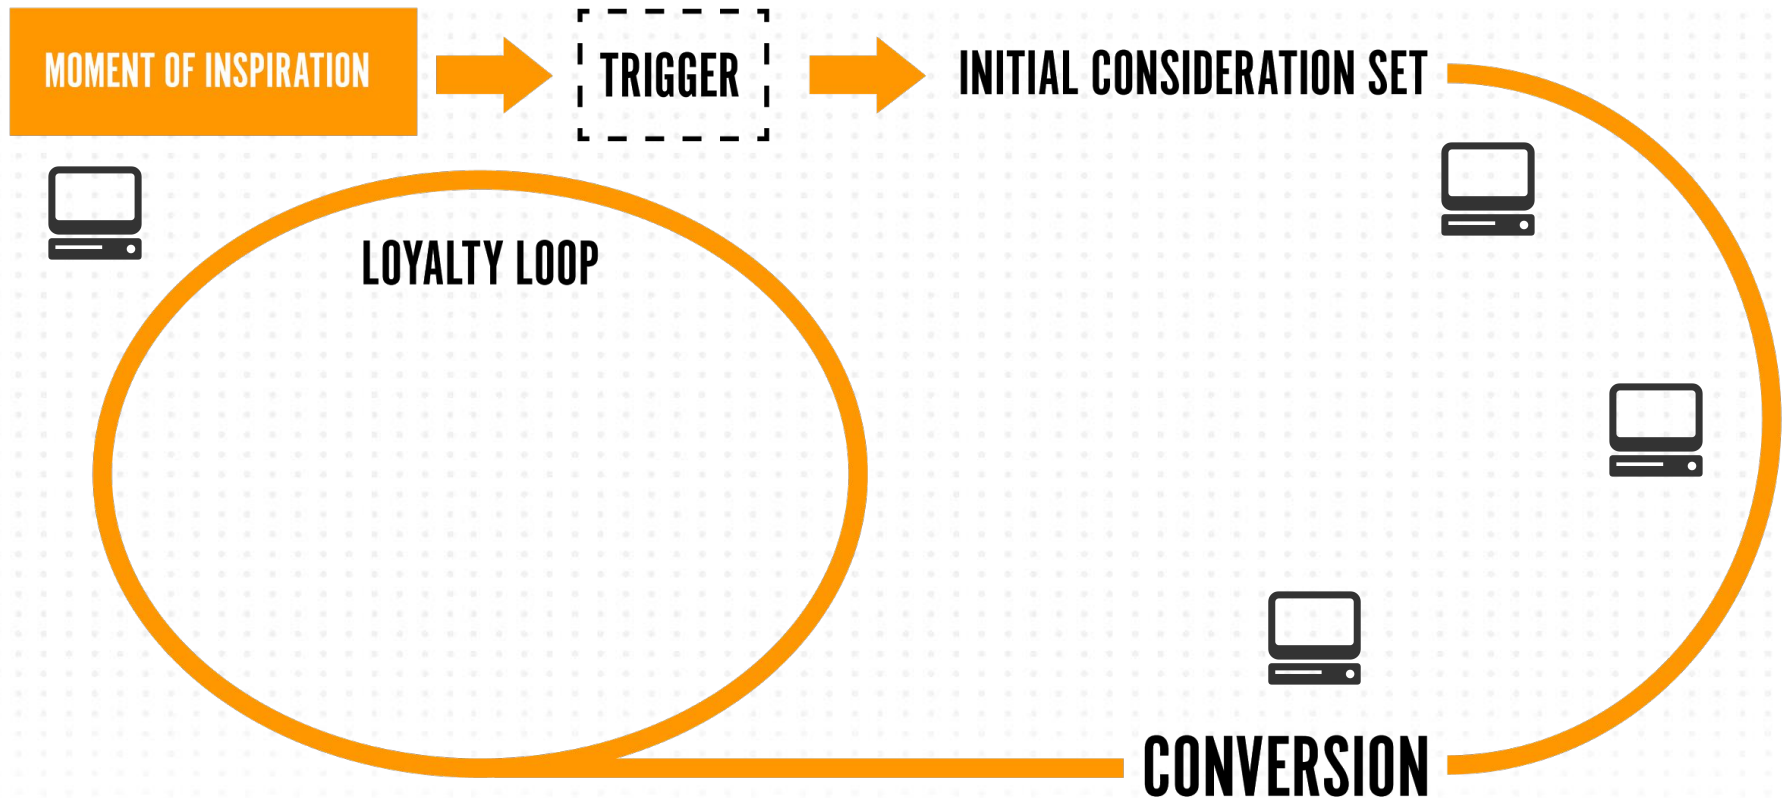 MOMENT OF INSPIRATION
TRIGGER
INITIAL CONSIDERATION SET
LOYALTY LOOP
CONVERSION